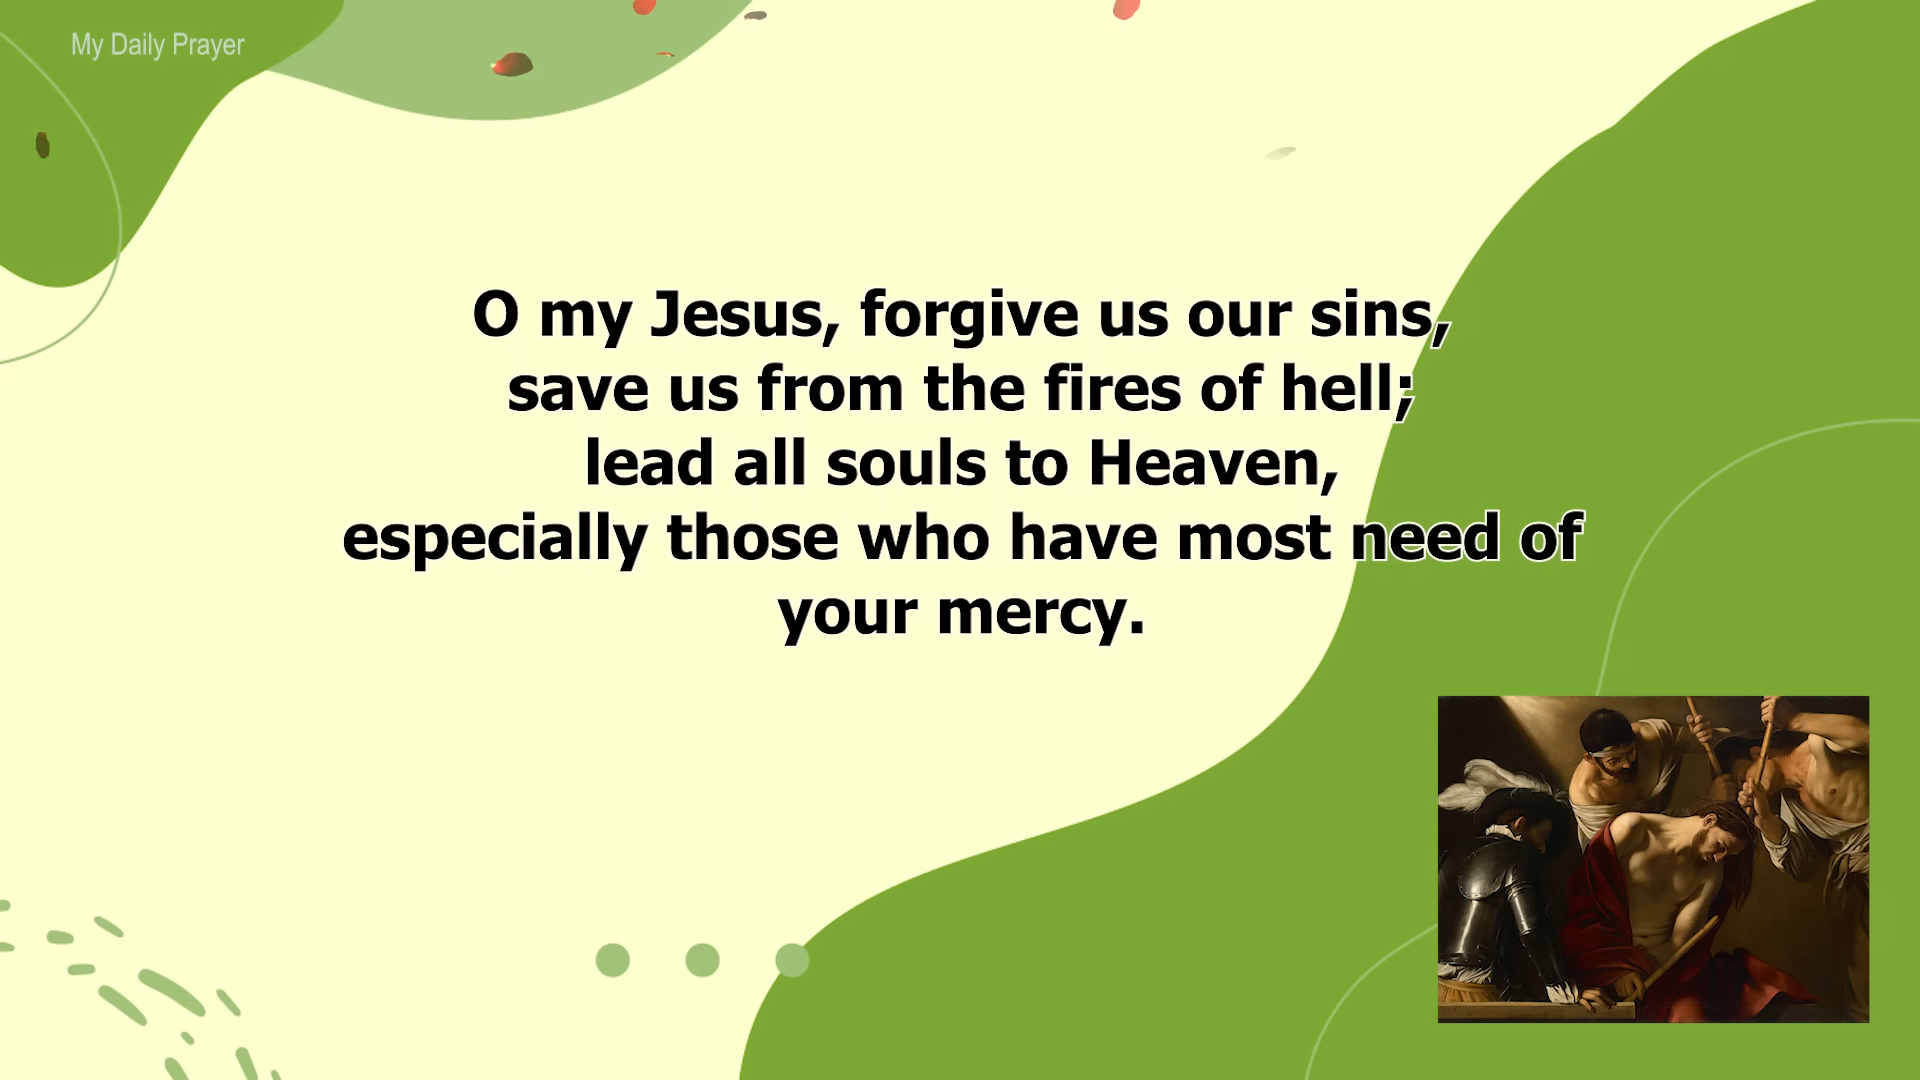 My Daily Prayer
O my Jesus, forgive us our sins,
save us from the fires of hell;
lead all souls to Heaven,
especially those who have most need of
your mercy.